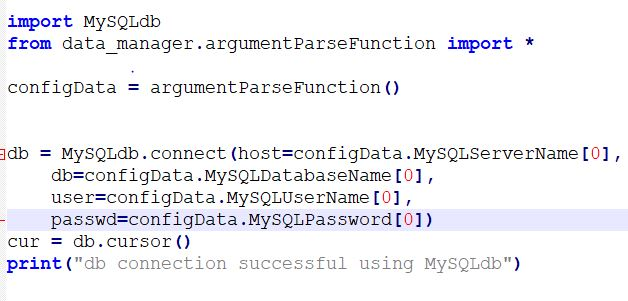 import MySQLdb
from data_manager.argumentParseFunction import *
configData = argumentParseFunction()
db = MySQLdb.connect(host=configData.MySQLServerName[0],
    db=configData.MySQLDatabaseName[0],
    user=configData.MySQLUserName[0],
    passwd=configData.MySQLPassword[0])
cur = db.cursor()
print("db connection successful using MySQLdb")